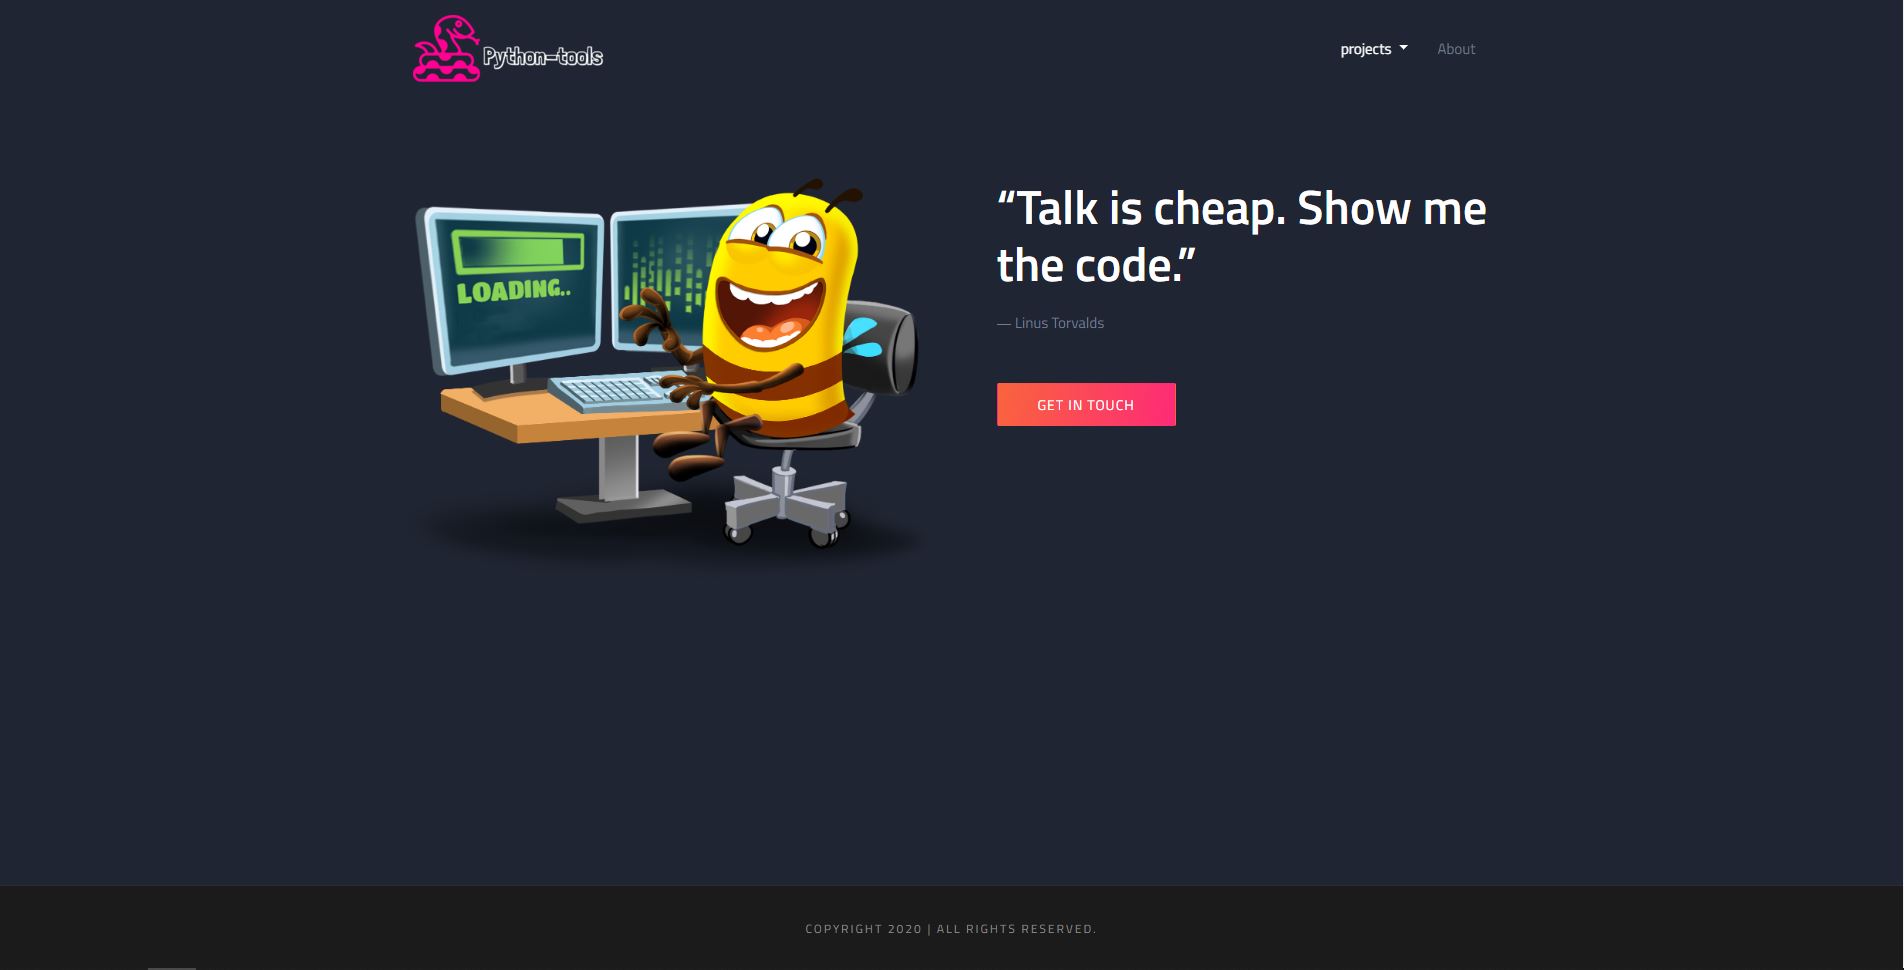 Python-tools
projects
About
“Talk is cheap. Show me
the code.”
— Linus Torvalds
GET IN TOUCH
LOADING..
COPYRIGHT 2020 | ALL RIGHTS RESERVED.